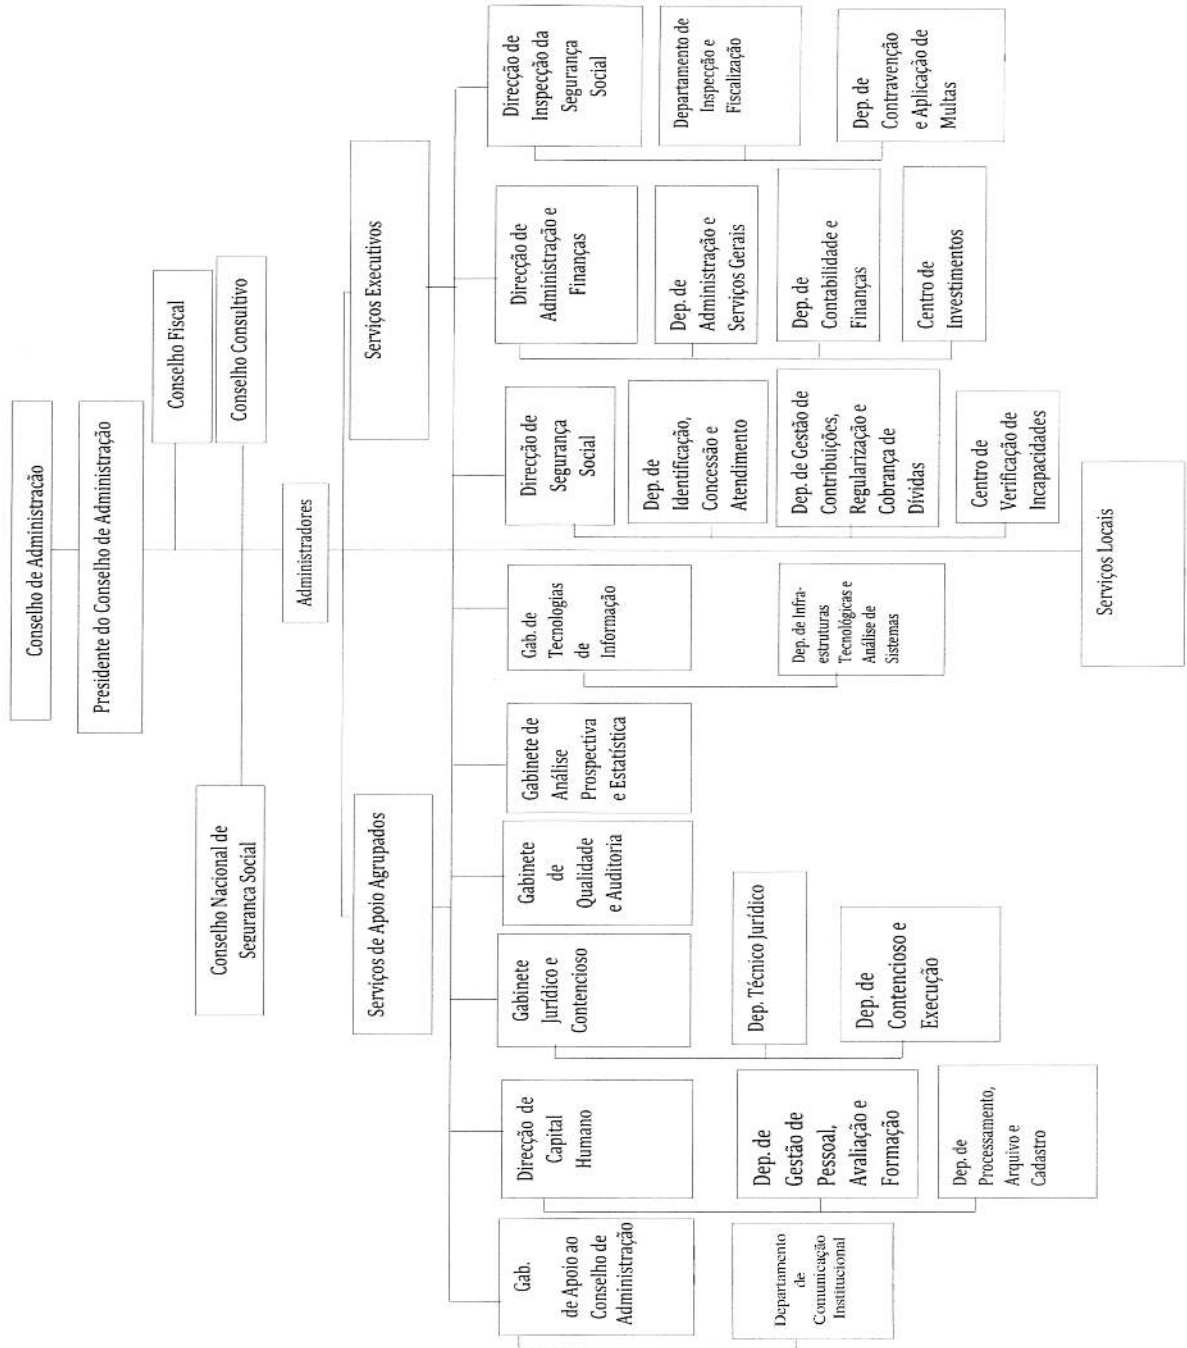 Conselho de Administração
Presidente do Conselho de Administração
Conselho Fiscal
Conselho Nacional de
Seguranca Social
Conselho Consultivo
Administradores
Serviços de Apoio Agrupados
Serviços Executivos
Gab.
de Apoio ao
Conselho de
Administração
Departamento
de
Comunicação
Institucional
Direcção de
Capital
Humano
Dep. de
Gestão de
Pessoal,
Avaliação e
Formação
Dep. de
Processamento,
Arquivo e
Cadastro
Gabinete
Jurídico e
Contencioso
Dep. Técnico Jurídico
Dep. de
Contencioso e
Execução
Gabinete
de
Qualidade
e Auditoria
Gabinete de
Análise
Prospectiva
e Estatística
Gab. de
Tecnologias
de
Informação
Dep. de Infra-
estruturas
Tecnológicas e
Análise de
Sistemas
Direcção de
Segurança
Social
Dep. de
Identificação,
Concessão e
Atendimento
Dep. de Gestão de
Contribuições,
Regularização e
Cobrança de
Dívidas
Centro de
Verificação de
Incapacidades
Direcção de
Administração e
Finanças
Dep. de
Administração e
Serviços Gerais
Dep. de
Contabilidade e
Finanças
Centro de
Investimentos
Direcção de
Inspecção da
Segurança
Social
Departamento de
Inspecção e
Fiscalização
Dep. de
Contravenção
e Aplicação de
Multas
Serviços Locais